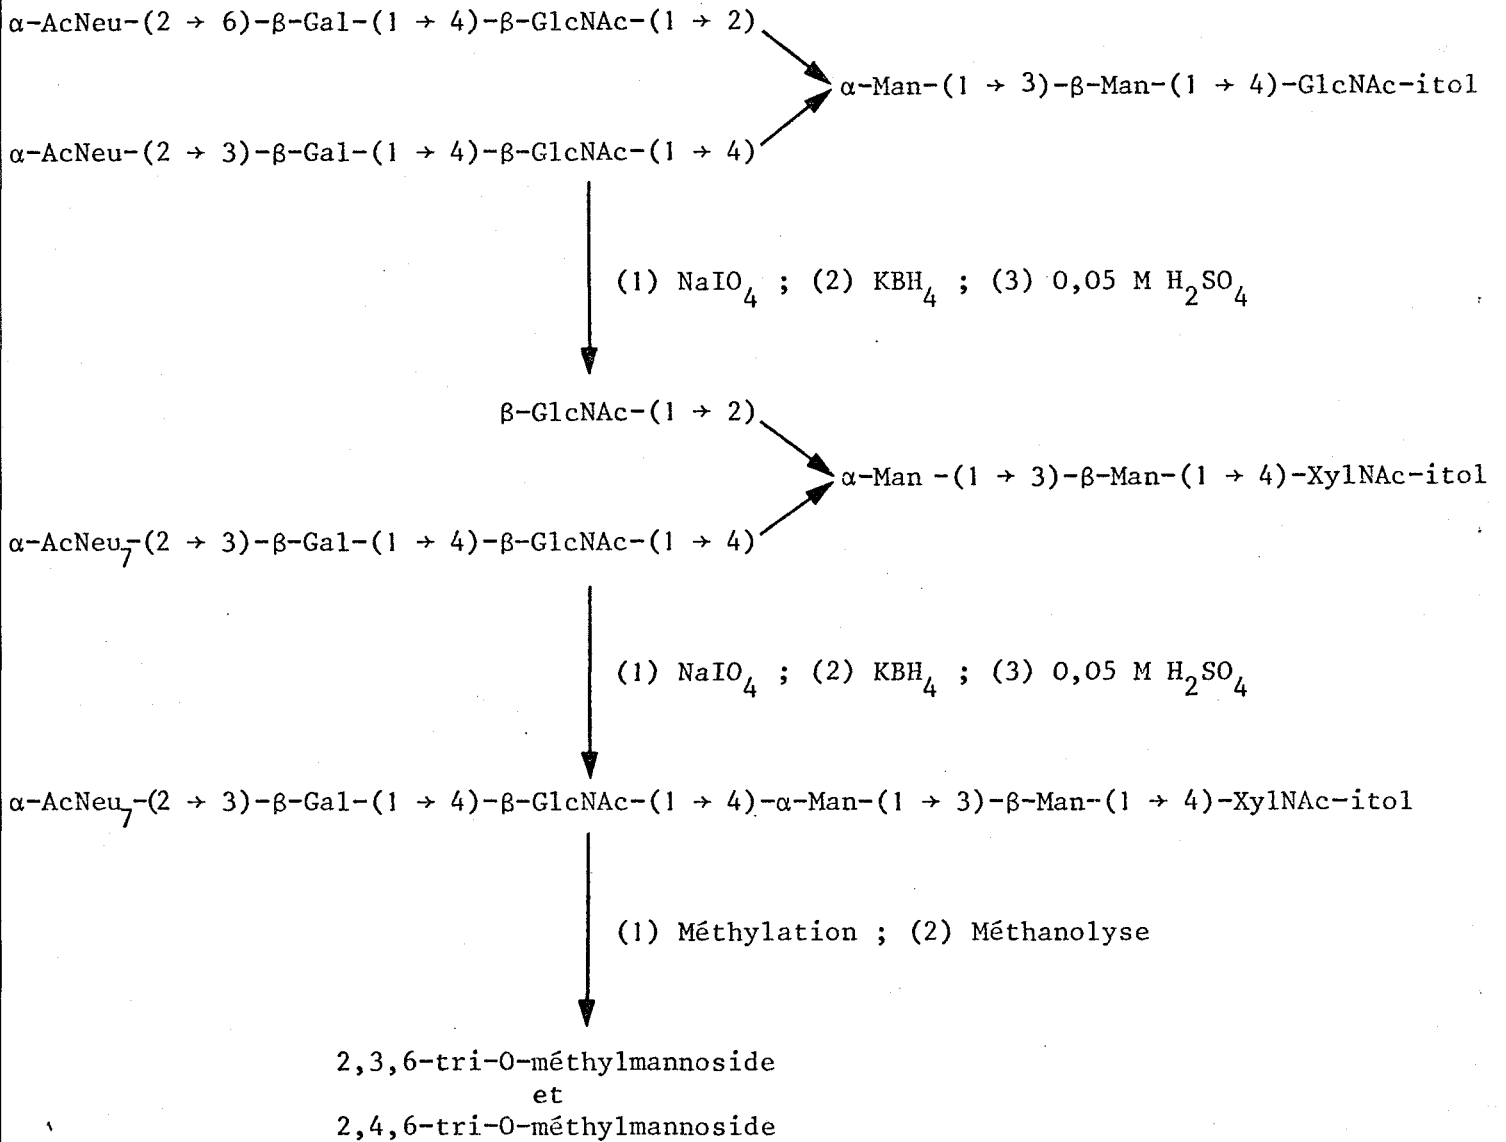 α-AcNeu-(2 → 6)-β-Gal-(1 → 4)-β-GlcNAc-(1 → 2)
α-Man-(1 → 3)-β-Man-(1 → 4)-GlcNAc-itol
α-AcNeu-(2 → 3)-β-Gal-(1 → 4)-β-GlcNAc-(1 → 4)
(1) NaIO4 ; (2) KBH4 ; (3) 0,05 M H2SO4
β-GlcNAc-(1 → 2)
α-Man -(1 → 3)-β-Man-(1 → 4)-XylNAc-itol
α-AcNeu7-(2 → 3)-β-Gal-(1 → 4)-β-GlcNAc-(1 → 4)
(1) NaIO4 ; (2) KBH4 ; (3) 0,05 M H2SO4
α-AcNeu7-(2 → 3)-β-Gal-(1 → 4)-β-GlcNAc-(1 → 4)-α-Man-(1 → 3)-β-Man-(1 → 4)-XylNAc-itol
(1) Méthylation ; (2) Méthanolyse
2,3,6-tri-O-méthylmannoside
et
2,4,6-tri-O-méthylmannoside